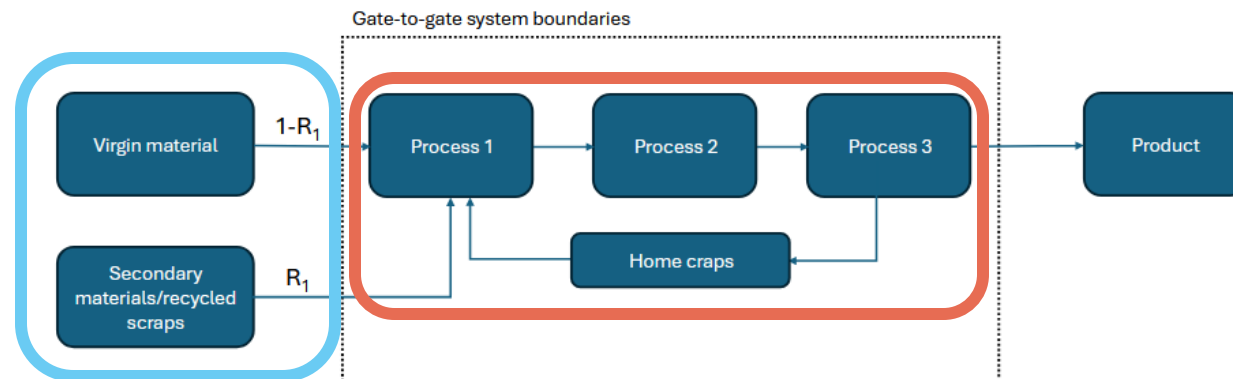 Gate-to-gate system boundaries
Virgin material
1-R₁
Process 1
Process 2
Process 3
Product
Home craps
Secondary
materials/recycled
scraps
R₁